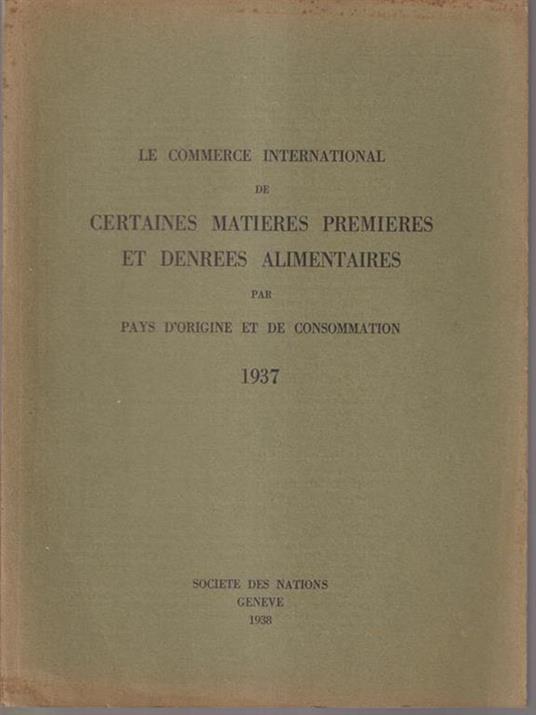 LE COMMERCE INTERNATIONAL
DE
CERTAINES MATIERES PREMIERES
ET DENREES ALIMENTAIRES
PAR
PAYS D'ORIGINE ET DE CONSOMMATION
1937
SOCIETE DES NATIONS
GENEVE
1938